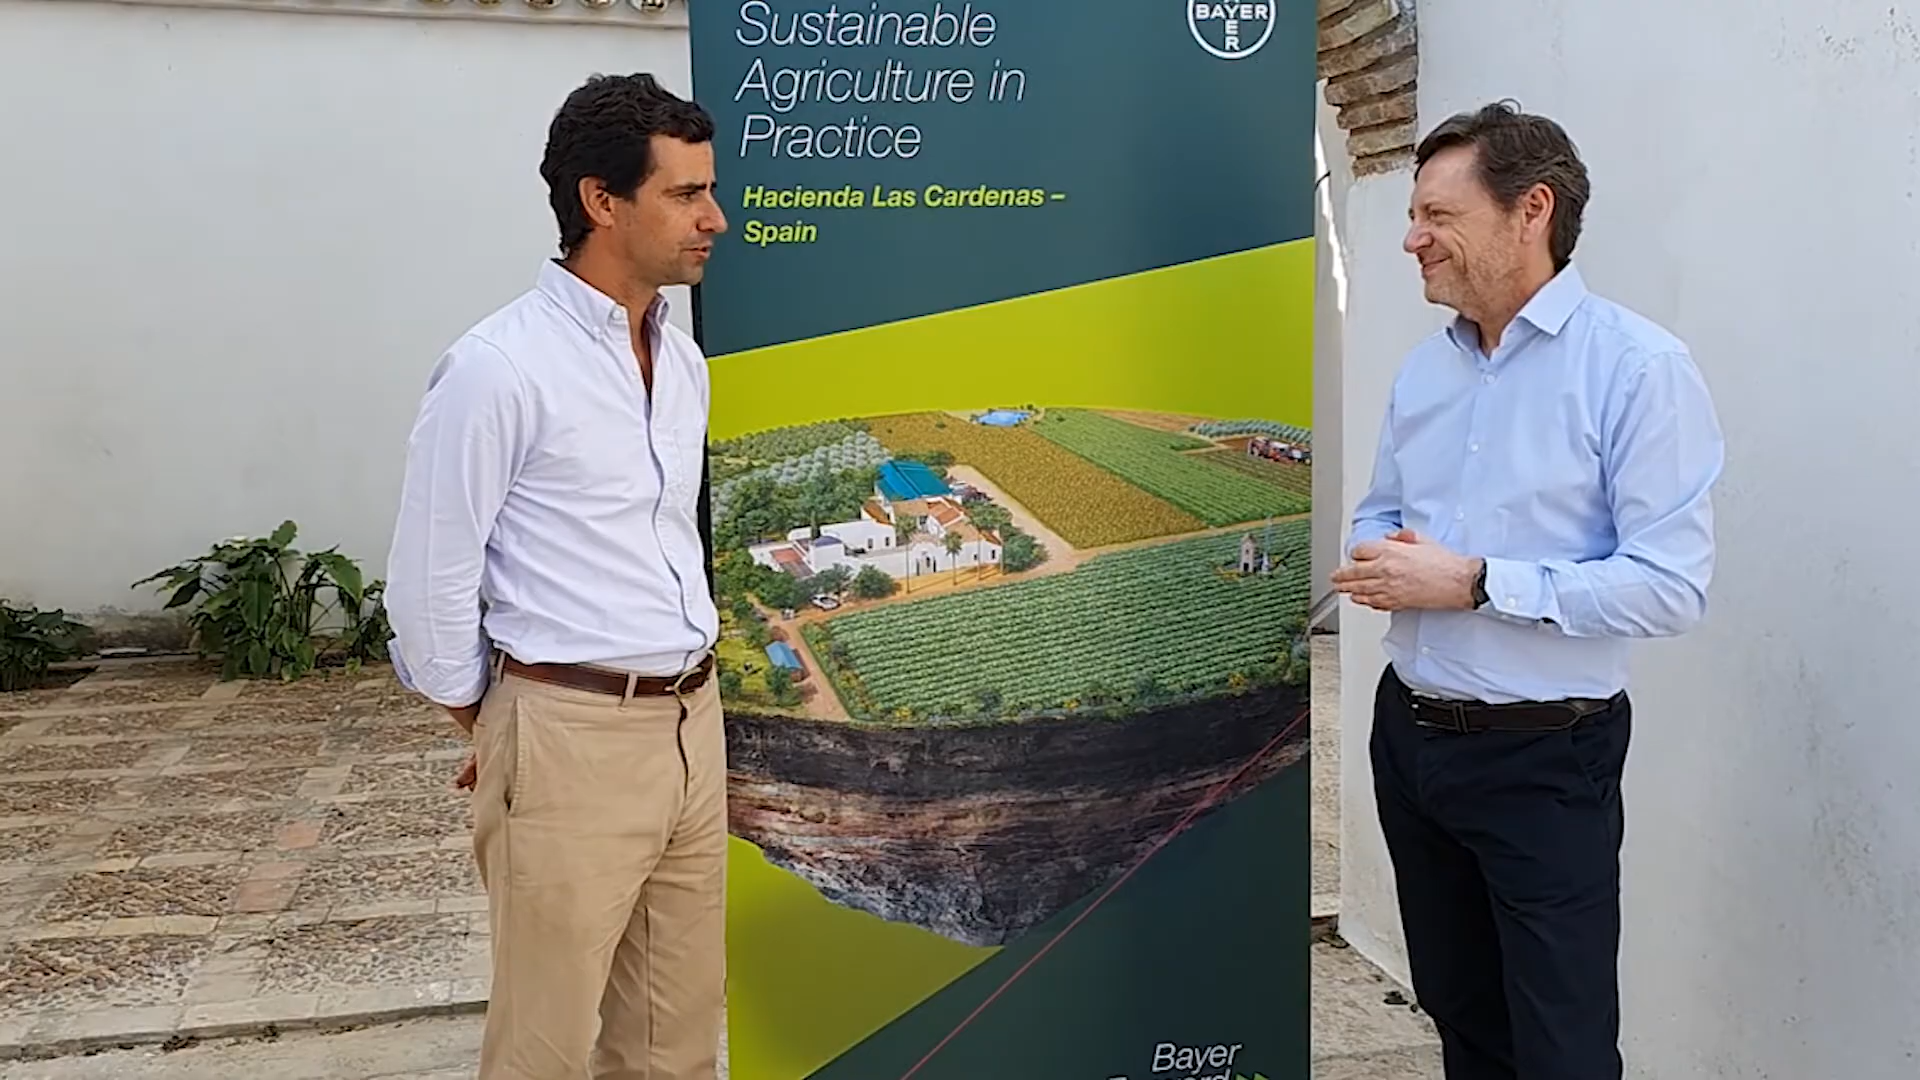 Sustainable
Agriculture in
Practice
BAYER
Hacienda Las Cardenas –
Spain
Bayer